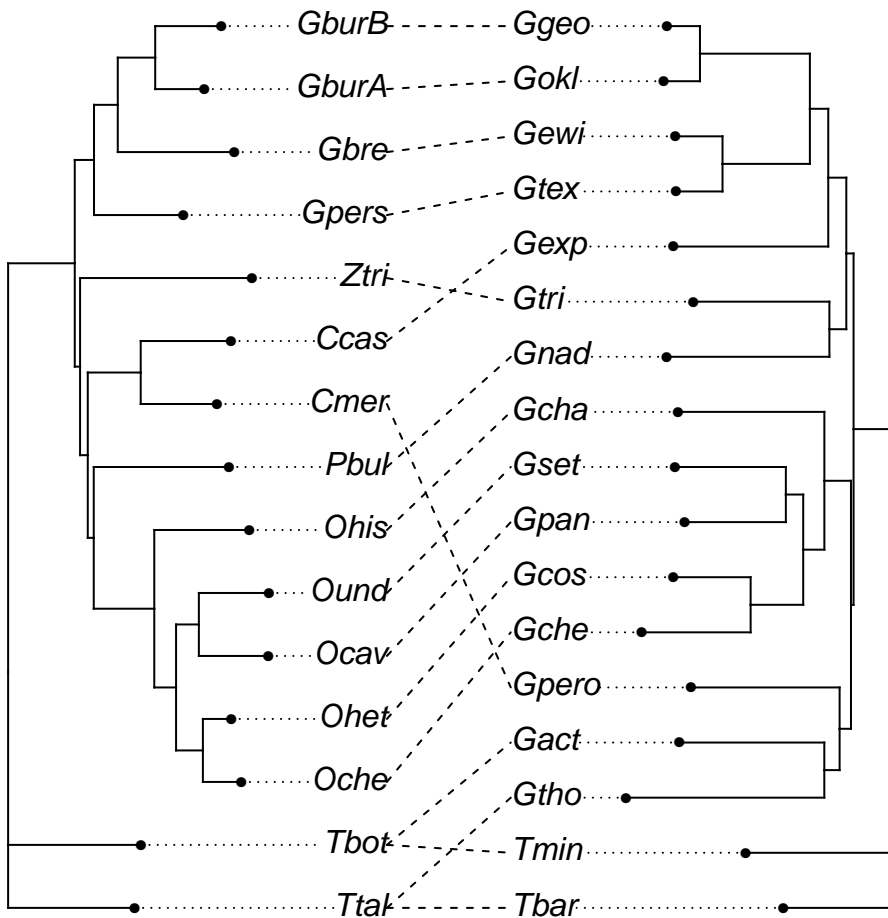 GburB Ggeo
GburA Gokl
Gbre Gewi
Gpers Gtex
Gexp
Ztri Gtri
Ccas Gnad
Cmer Gcha
Pbul Gset
Ohis Gpan
Ound Gcos
Ocav Gche
Ohet Gpero
Oche Gact
Gtho
Tbot Tmin
Ttal Tbar